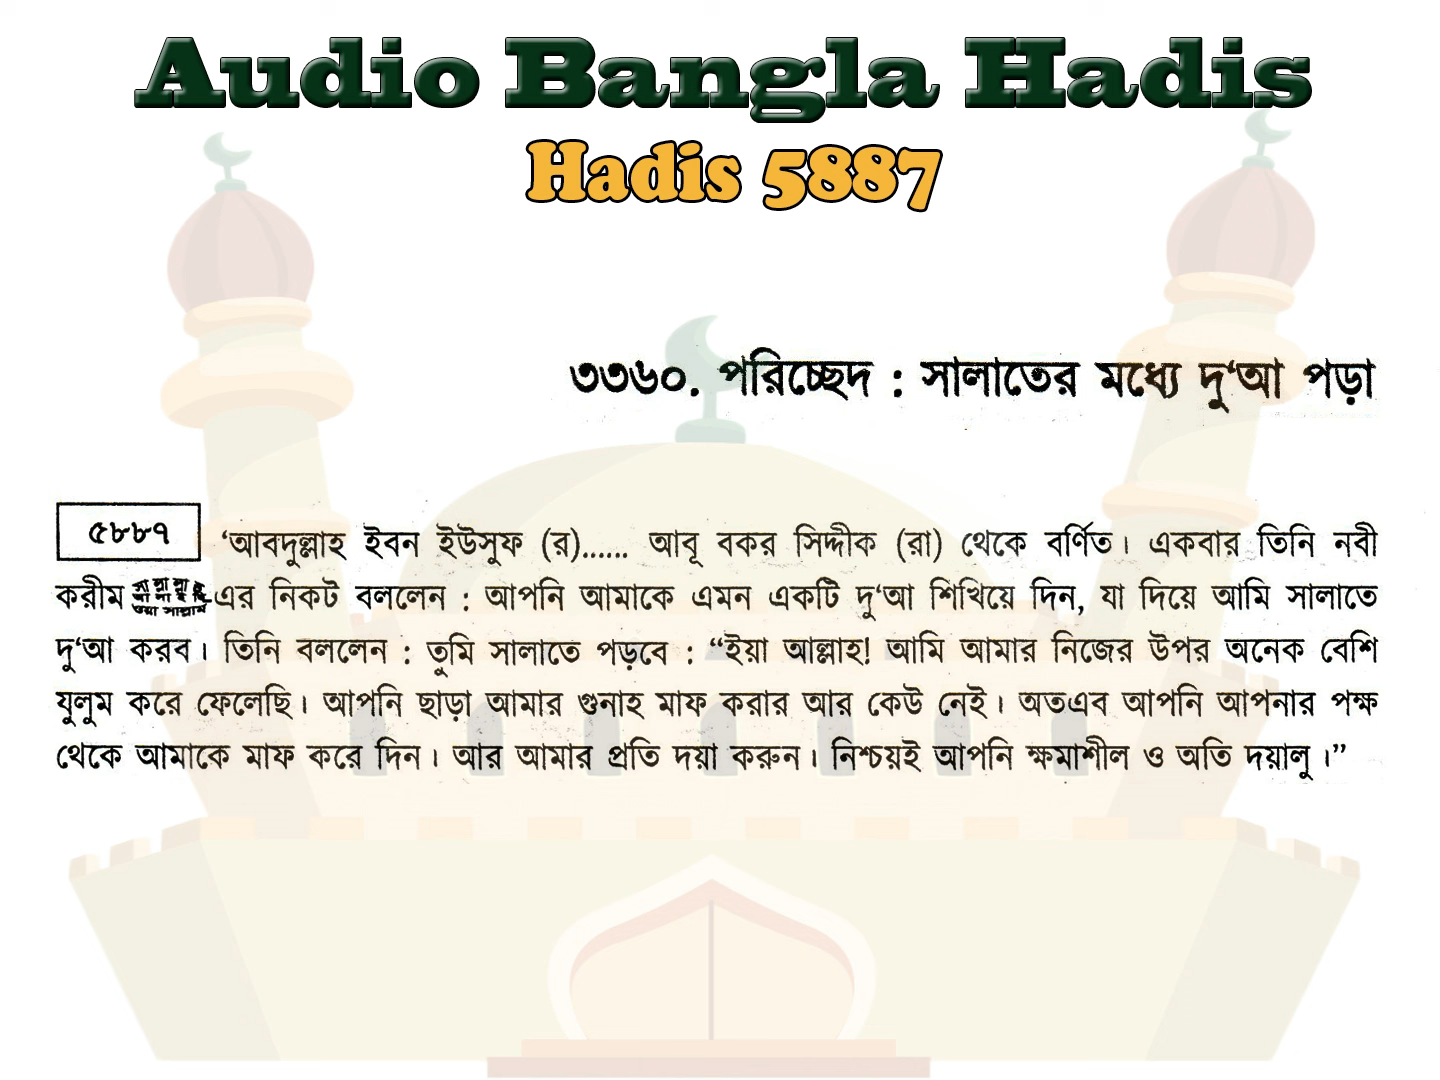 Audio Bangla Hadis
Hadis 5887
৩৩৬০. পরিচ্ছেদ : সালাতের মধ্যে দু‘আ পড়া
৫৮৮৭ ‘আবদুল্লাহ ইবন ইউসুফ (র)...... আবূ বকর সিদ্দীক (রা) থেকে বর্ণিত। একবার তিনি নবী
করীম এর নিকট বললেন : আপনি আমাকে এমন একটি দু‘আ শিখিয়ে দিন, যা দিয়ে আমি সালাতে
দু‘আ করব। তিনি বললেন : তুমি সালাতে পড়বে : “ইয়া আল্লাহ! আমি আমার নিজের উপর অনেক বেশি
যুলুম করে ফেলেছি। আপনি ছাড়া আমার গুনাহ মাফ করার আর কেউ নেই। অতএব আপনি আপনার পক্ষ
থেকে আমাকে মাফ করে দিন। আর আমার প্রতি দয়া করুন। নিশ্চয়ই আপনি ক্ষমাশীল ও অতি দয়ালু।”